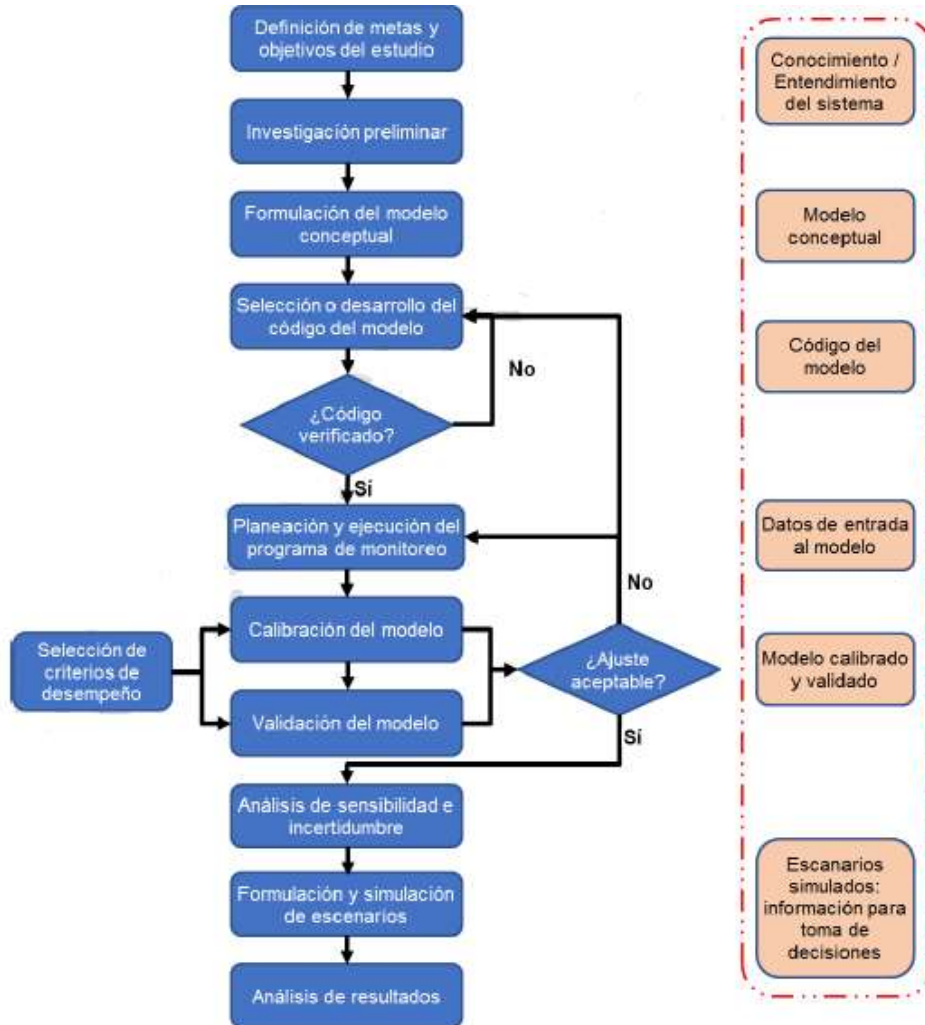 Definición de metas y
objetivos del estudio
Investigación preliminar
Formulación del modelo
conceptual
Selección o desarrollo del
código del modelo
No
¿Código
verificado?
Sí
Planeación y ejecución del
programa de monitoreo
No
Selección de
criterios de
desempeño
Calibración del modelo
Validación del modelo
¿Ajuste
aceptable?
Sí
Análisis de sensibilidad e
incertidumbre
Formulación y simulación
de escenarios
Análisis de resultados
Conocimiento /
Entendimiento
del sistema
Modelo
conceptual
Código del
modelo
Datos de entrada
al modelo
Modelo calibrado
y validado
Escanarios
simulados:
información para
toma de
decisiones